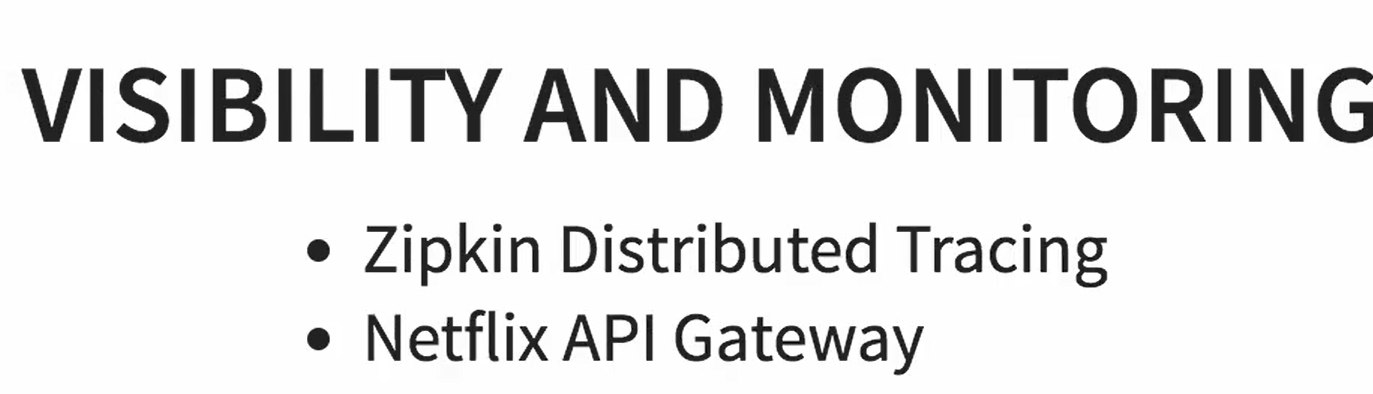 VISIBILITY AND MONITORING
• Zipkin Distributed Tracing
• Netflix API Gateway